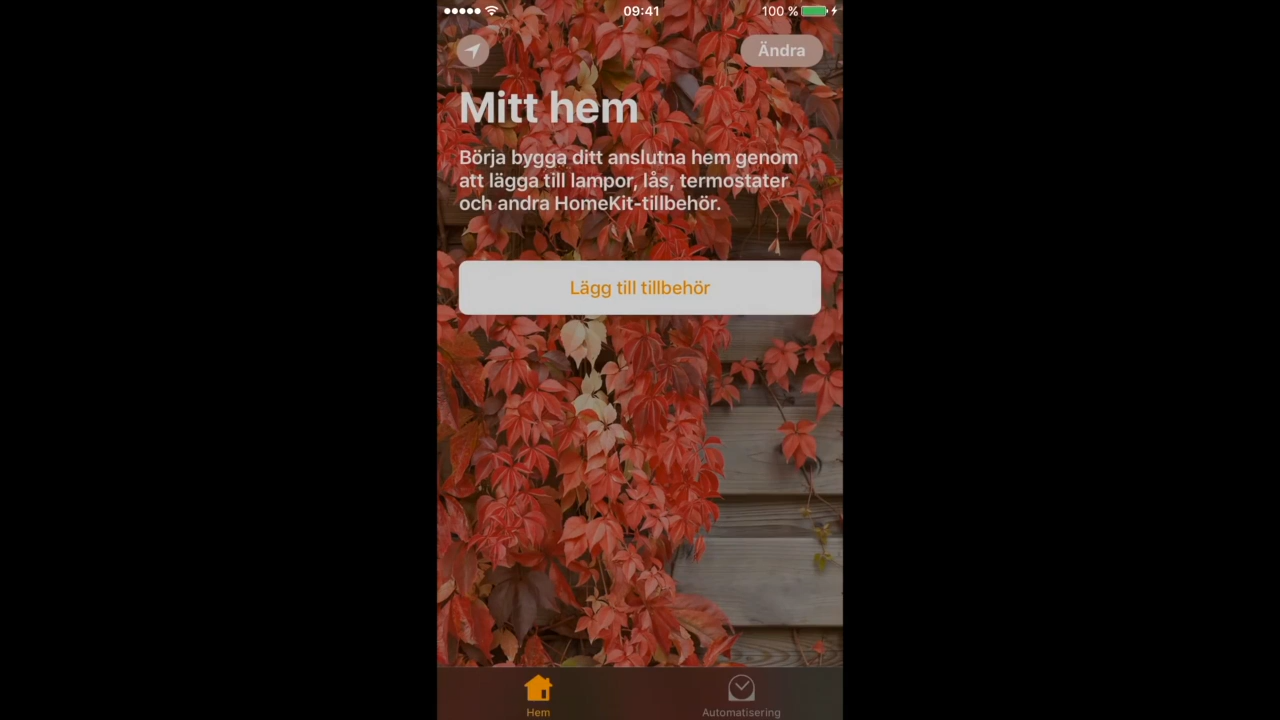 09:41
100 %
Ändra
Mitt hem
Börja bygga ditt anslutna hem genom
att lägga till lampor, lås, termostater
och andra HomeKit-tillbehör.
Lägg till tillbehör
Hem
Automatisering